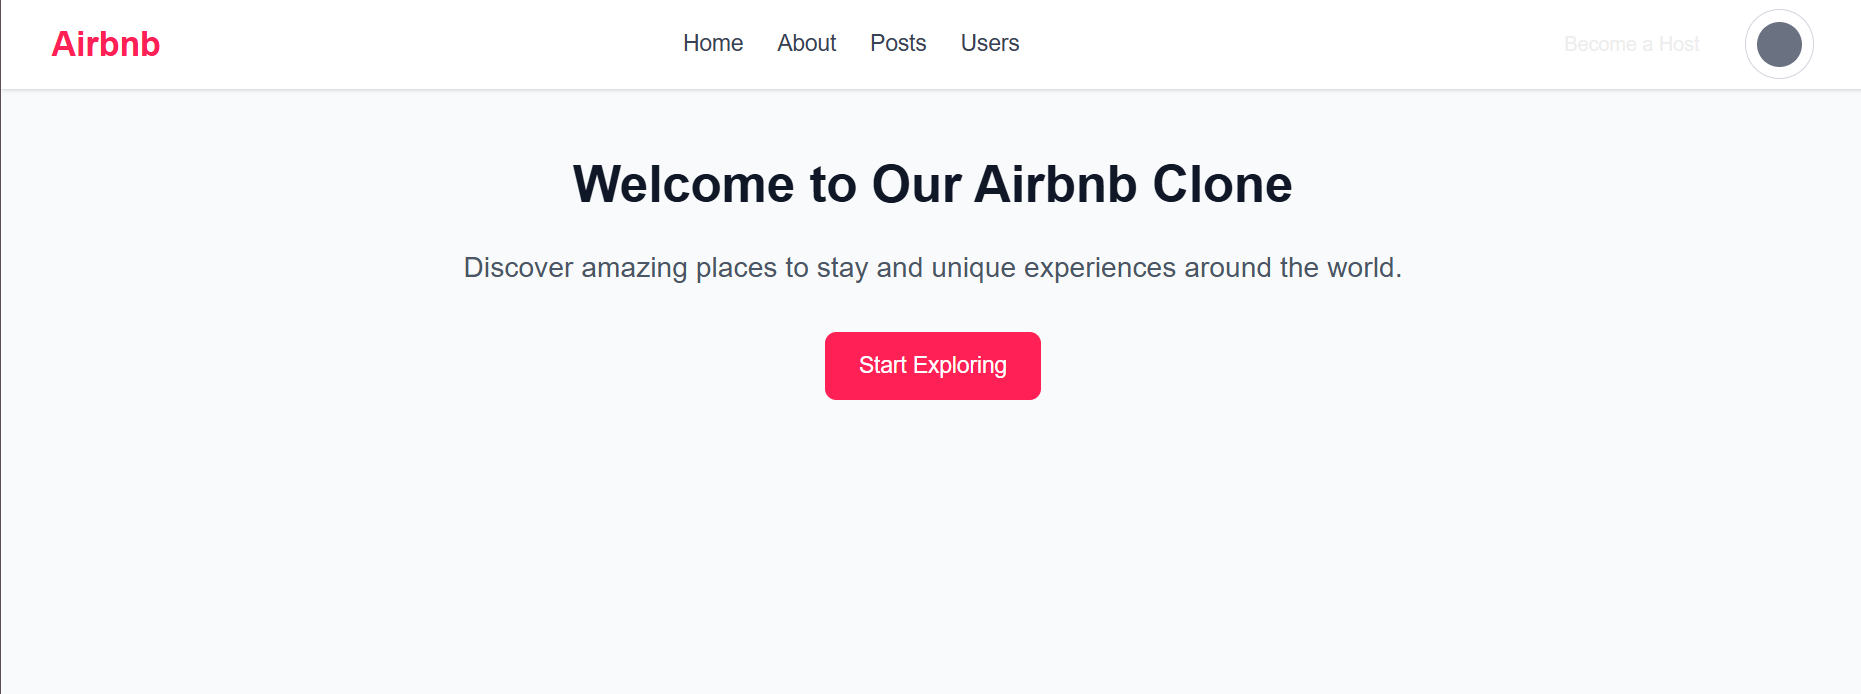 Airbnb Home About Posts Users Become a Host
Welcome to Our Airbnb Clone
Discover amazing places to stay and unique experiences around the world.
Start Exploring